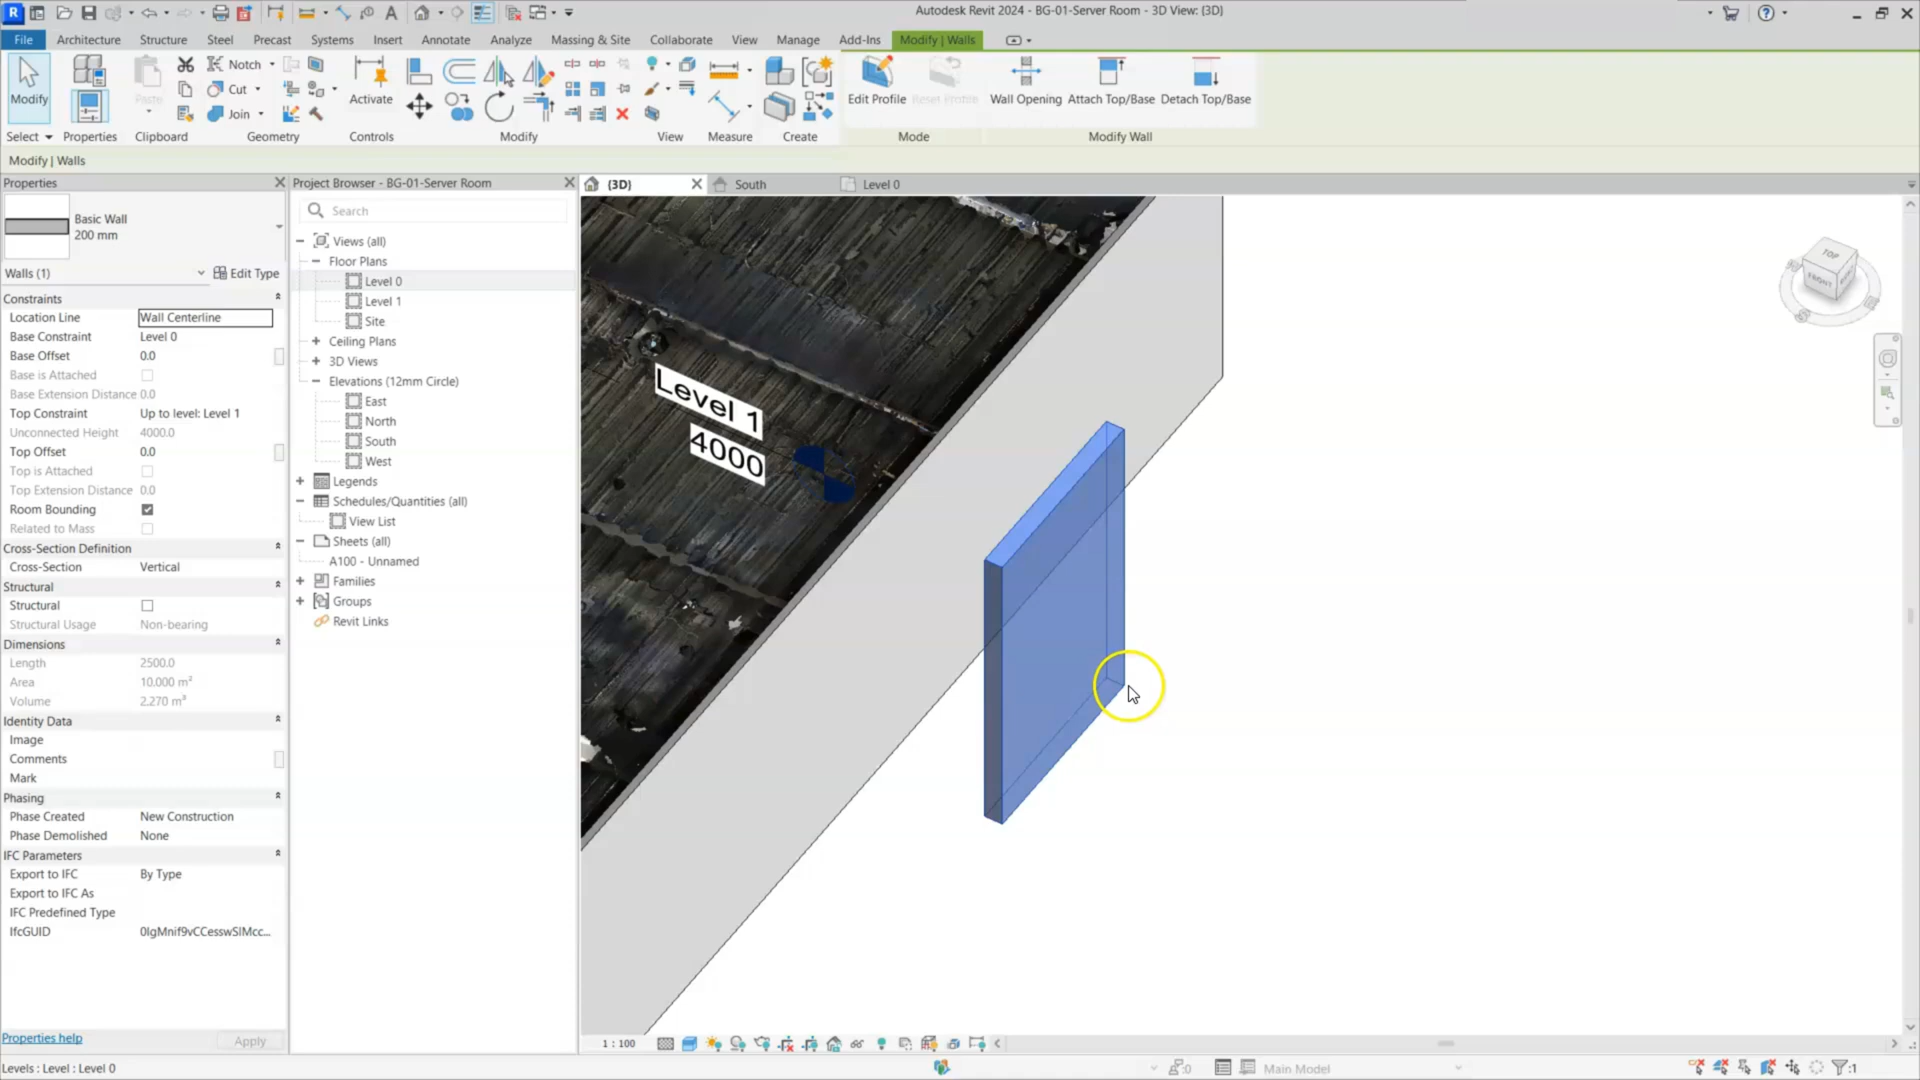 Autodesk Revit 2024 - BG-01-Server Room - 3D View: {3D}
File Architecture Structure Steel Precast Systems Insert Annotate Analyze Massing & Site Collaborate View Manage Add-Ins Modify | Walls
Modify
Paste
Notch
Cut
Join
Activate
Edit Profile
Reset Profile
Wall Opening
Attach Top/Base
Detach Top/Base
Select Properties Clipboard Geometry Controls Modify View Measure Create Mode Modify Wall
Modify | Walls
Properties
Basic Wall
200 mm
Walls (1) Edit Type
Constraints
Location Line Wall Centerline
Base Constraint Level 0
Base Offset 0.0
Base is Attached
Base Extension Distance 0.0
Top Constraint Up to level: Level 1
Unconnected Height 4000.0
Top Offset 0.0
Top is Attached
Top Extension Distance 0.0
Room Bounding
Related to Mass
Cross-Section Definition
Cross-Section Vertical
Structural
Structural
Structural Usage Non-bearing
Dimensions
Length 2500.0
Area 10.000 m²
Volume 2.270 m³
Identity Data
Image
Comments
Mark
Phasing
Phase Created New Construction
Phase Demolished None
IFC Parameters
Export to IFC By Type
Export to IFC As
IFC Predefined Type
IfcGUID 0IgMnif9vCCesswSIMcc...
Properties help Apply
Project Browser - BG-01-Server Room
Search
Views (all)
Floor Plans
Level 0
Level 1
Site
Ceiling Plans
3D Views
Elevations (12mm Circle)
East
North
South
West
Legends
Schedules/Quantities (all)
View List
Sheets (all)
A100 - Unnamed
Families
Groups
Revit Links
{3D} South Level 0
Level 1
4000
TOP
FRONT
1 : 100
Levels : Level : Level 0
:0
Main Model
:1